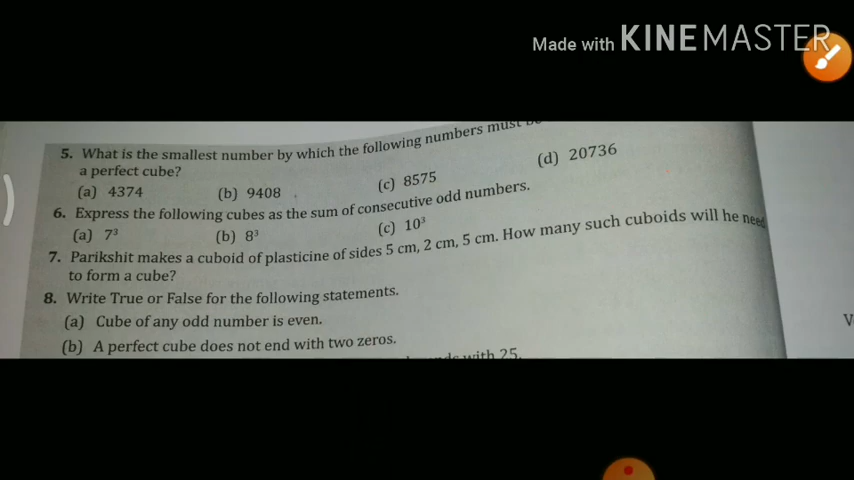 Made with KINEMASTER
5. What is the smallest number by which the following numbers must
a perfect cube?
(a) 4374 (b) 9408 (c) 8575 (d) 20736
6. Express the following cubes as the sum of consecutive odd numbers.
(a) 7³ (b) 8³ (c) 10³
7. Parikshit makes a cuboid of plasticine of sides 5 cm, 2 cm, 5 cm. How many such cuboids will he need
to form a cube?
8. Write True or False for the following statements.
(a) Cube of any odd number is even.
(b) A perfect cube does not end with two zeros.
with 25.
V